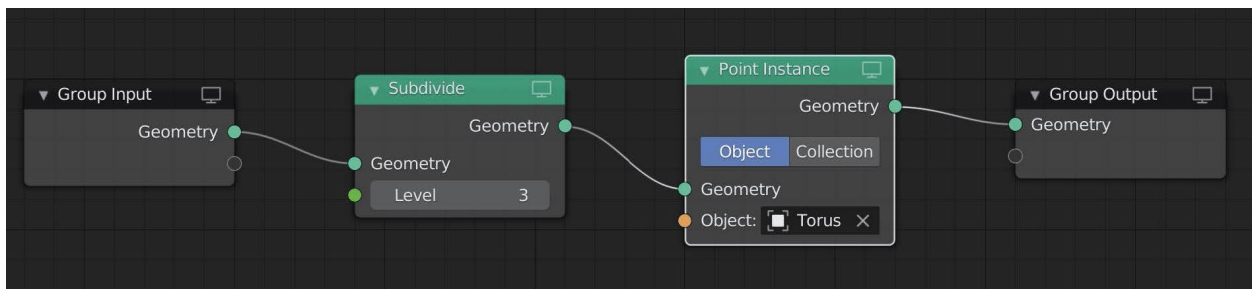 Group Input
Geometry
Subdivide
Geometry
Geometry
Level 3
Point Instance
Geometry
Object Collection
Geometry
Object: Torus
Group Output
Geometry